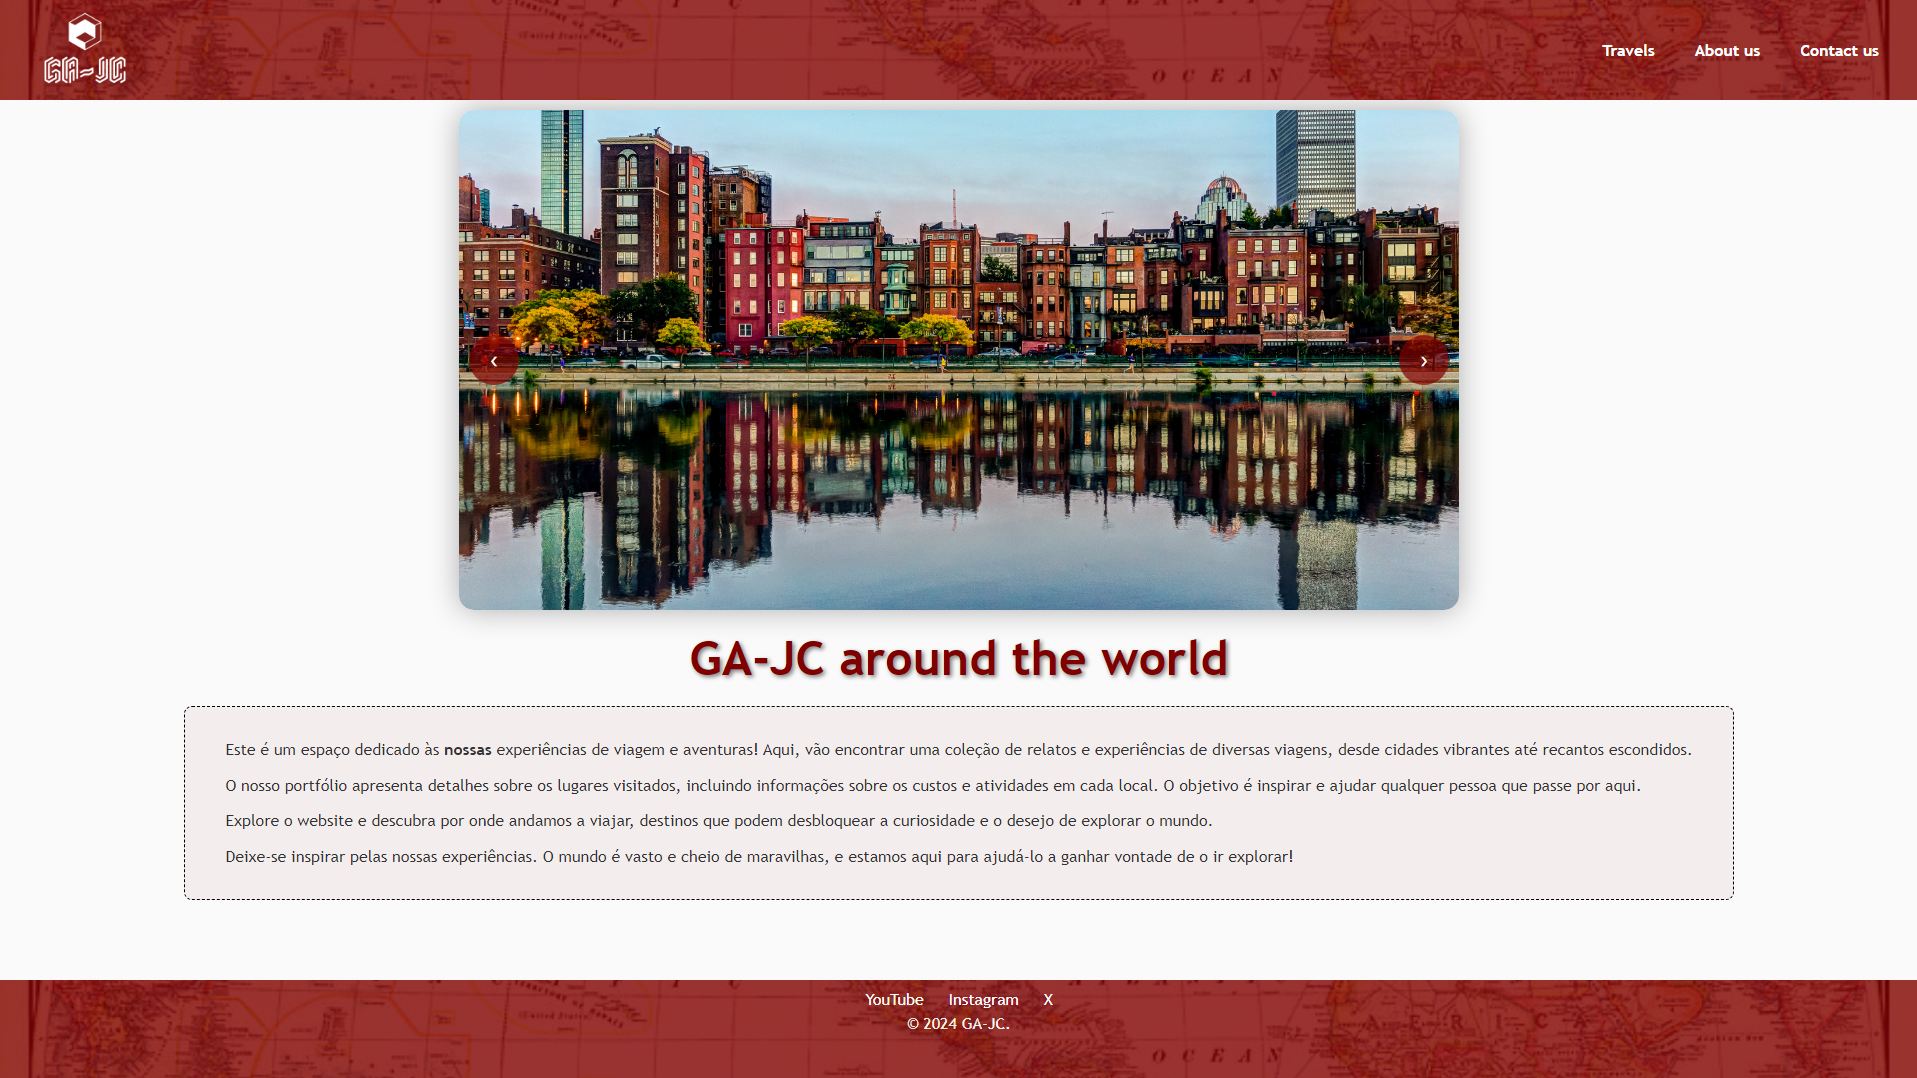 GA-JC
Travels
About us
Contact us
OCEAN
‹
›
GA-JC around the world
Este é um espaço dedicado às nossas experiências de viagem e aventuras! Aqui, vão encontrar uma coleção de relatos e experiências de diversas viagens, desde cidades vibrantes até recantos escondidos.
O nosso portfólio apresenta detalhes sobre os lugares visitados, incluindo informações sobre os custos e atividades em cada local. O objetivo é inspirar e ajudar qualquer pessoa que passe por aqui.
Explore o website e descubra por onde andamos a viajar, destinos que podem desbloquear a curiosidade e o desejo de explorar o mundo.
Deixe-se inspirar pelas nossas experiências. O mundo é vasto e cheio de maravilhas, e estamos aqui para ajudá-lo a ganhar vontade de o ir explorar!
YouTube
Instagram
X
© 2024 GA-JC.
OCEAN